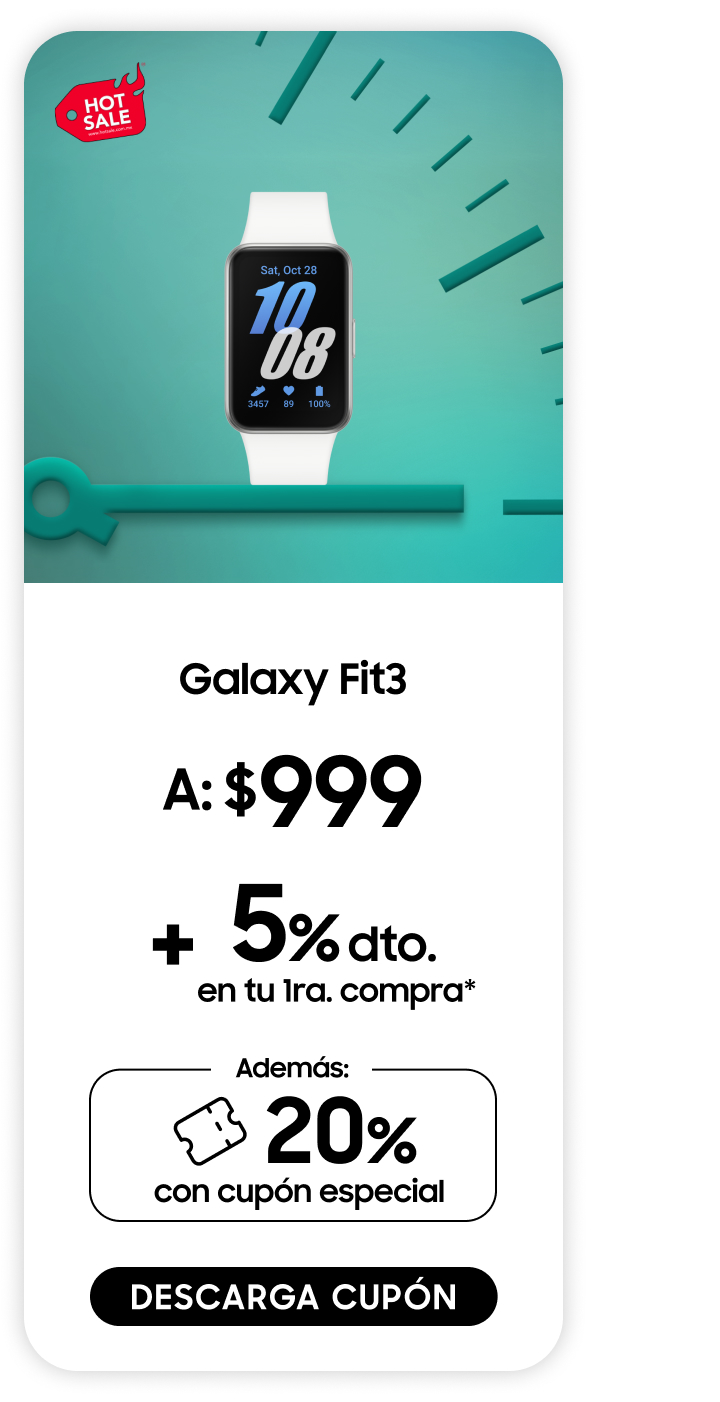 HOT
SALE
www.hotsale.com.mx
Sat, Oct 28
10
08
3457 89 100%
Galaxy Fit3
A: $999
+ 5% dto.
en tu 1ra. compra*
Además:
20%
con cupón especial
DESCARGA CUPÓN